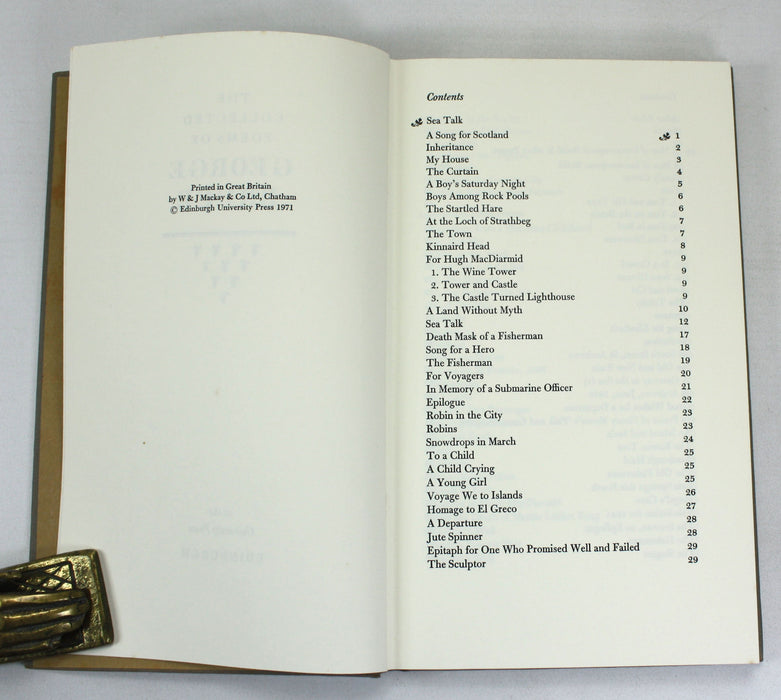 Printed in Great Britain
by W & J Mackay & Co Ltd, Chatham
© Edinburgh University Press 1971
Contents
Sea Talk
A Song for Scotland 1
Inheritance 2
My House 3
The Curtain 4
A Boy's Saturday Night 5
Boys Among Rock Pools 6
The Startled Hare 6
At the Loch of Strathbeg 7
The Town 7
Kinnaird Head 8
For Hugh MacDiarmid 9
1. The Wine Tower 9
2. Tower and Castle 9
3. The Castle Turned Lighthouse 9
A Land Without Myth 10
Sea Talk 12
Death Mask of a Fisherman 17
Song for a Hero 18
The Fisherman 19
For Voyagers 20
In Memory of a Submarine Officer 21
Epilogue 22
Robin in the City 23
Robins 23
Snowdrops in March 24
To a Child 25
A Child Crying 25
A Young Girl 25
Voyage We to Islands 26
Homage to El Greco 27
A Departure 28
Jute Spinner 28
Epitaph for One Who Promised Well and Failed 29
The Sculptor 29